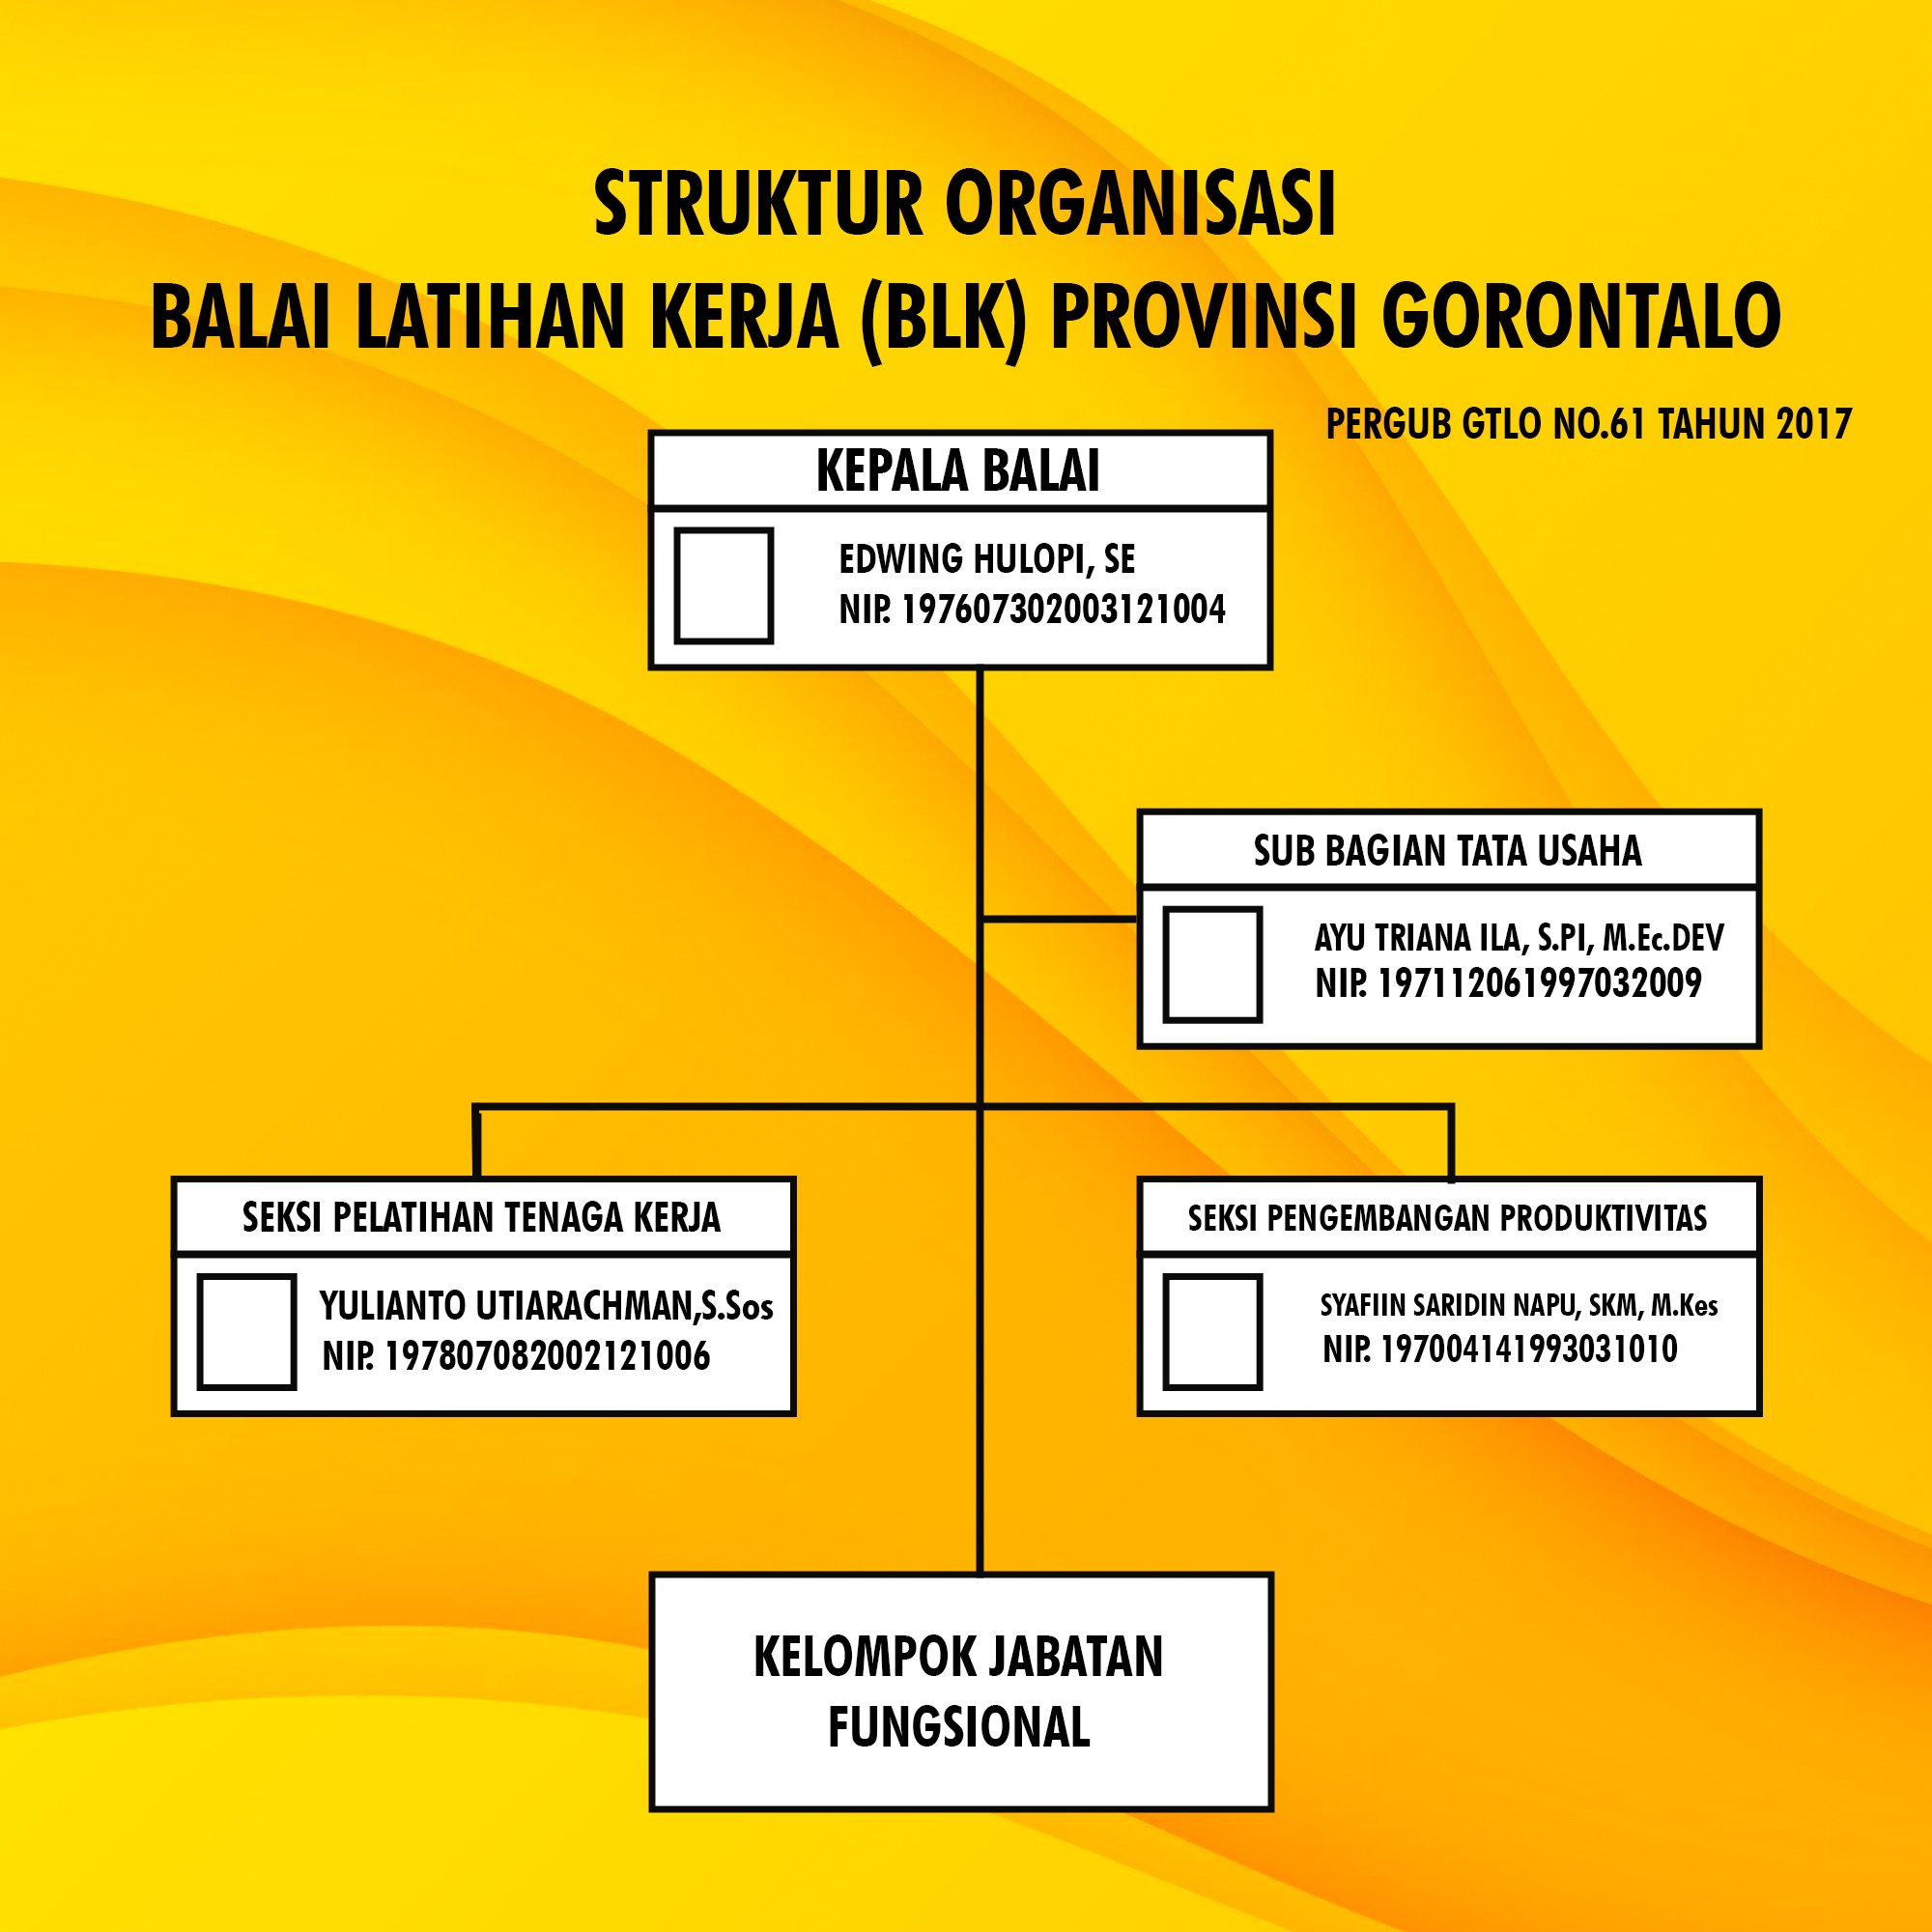 STRUKTUR ORGANISASI
BALAI LATIHAN KERJA (BLK) PROVINSI GORONTALO
PERGUB GTLO NO.61 TAHUN 2017
KEPALA BALAI
EDWING HULOPI, SE
NIP. 197607302003121004
SUB BAGIAN TATA USAHA
AYU TRIANA ILA, S.PI, M.Ec.DEV
NIP. 197112061997032009
SEKSI PELATIHAN TENAGA KERJA
YULIANTO UTIARACHMAN,S.Sos
NIP. 197807082002121006
SEKSI PENGEMBANGAN PRODUKTIVITAS
SYAFIIN SARIDIN NAPU, SKM, M.Kes
NIP. 197004141993031010
KELOMPOK JABATAN
FUNGSIONAL